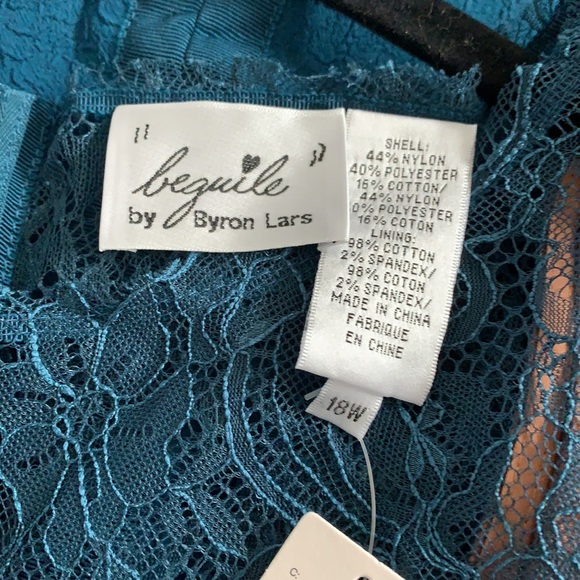 beguile
by Byron Lars
SHELL:
44% NYLON
40% POLYESTER
16% COTTON/
44% NYLON
0% POLYESTER
16% COTON
LINING:
98% COTTON
2% SPANDEX/
98% COTON
2% SPANDEX/
MADE IN CHINA
FABRIQUE
EN CHINE
18W